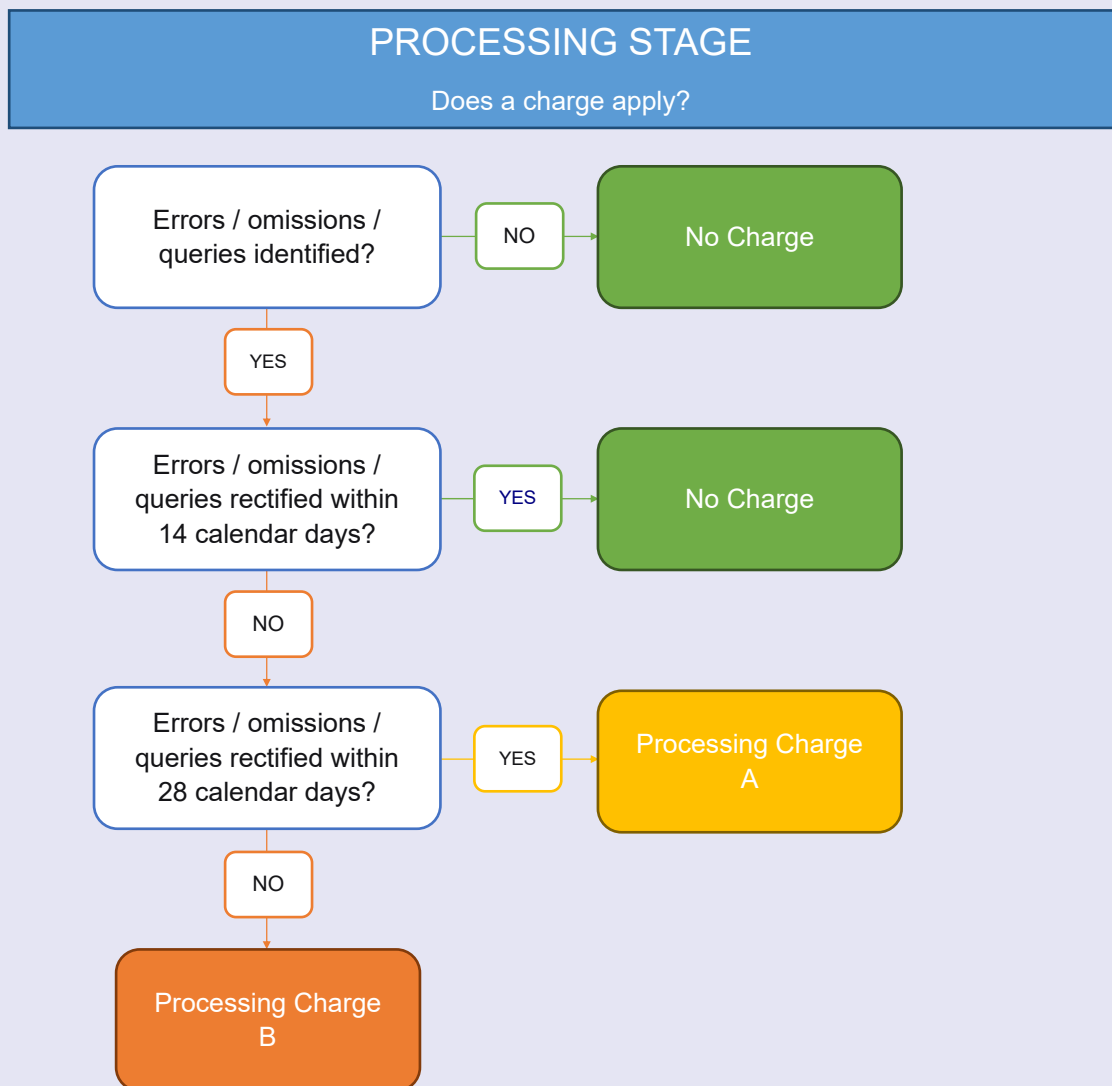 PROCESSING STAGE
Does a charge apply?
Errors / omissions /
queries identified?
NO
No Charge
YES
Errors / omissions /
queries rectified within
14 calendar days?
YES
No Charge
NO
Errors / omissions /
queries rectified within
28 calendar days?
YES
Processing Charge
A
NO
Processing Charge
B